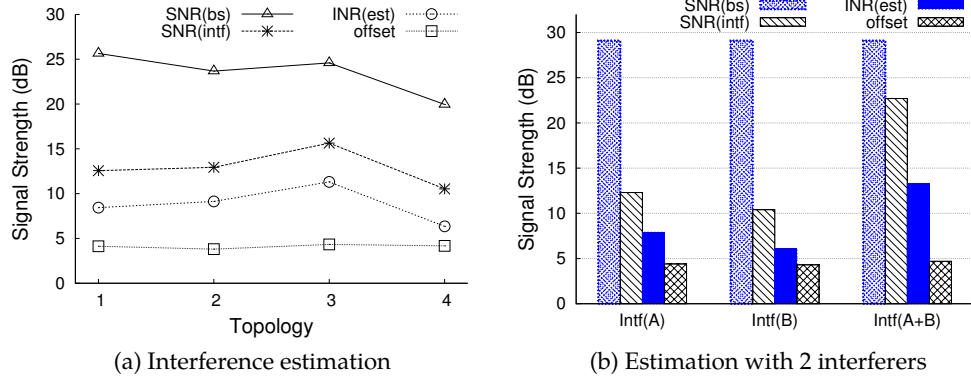 SNR(bs)
SNR(intf)
INR(est)
offset
30
25
20
15
10
5
0
Signal Strength (dB)
1 2 3 4
Topology
(a) Interference estimation
SNR(bs)
SNR(intf)
INR(est)
offset
30
25
20
15
10
5
0
Signal Strength (dB)
Intf(A) Intf(B) Intf(A+B)
(b) Estimation with 2 interferers